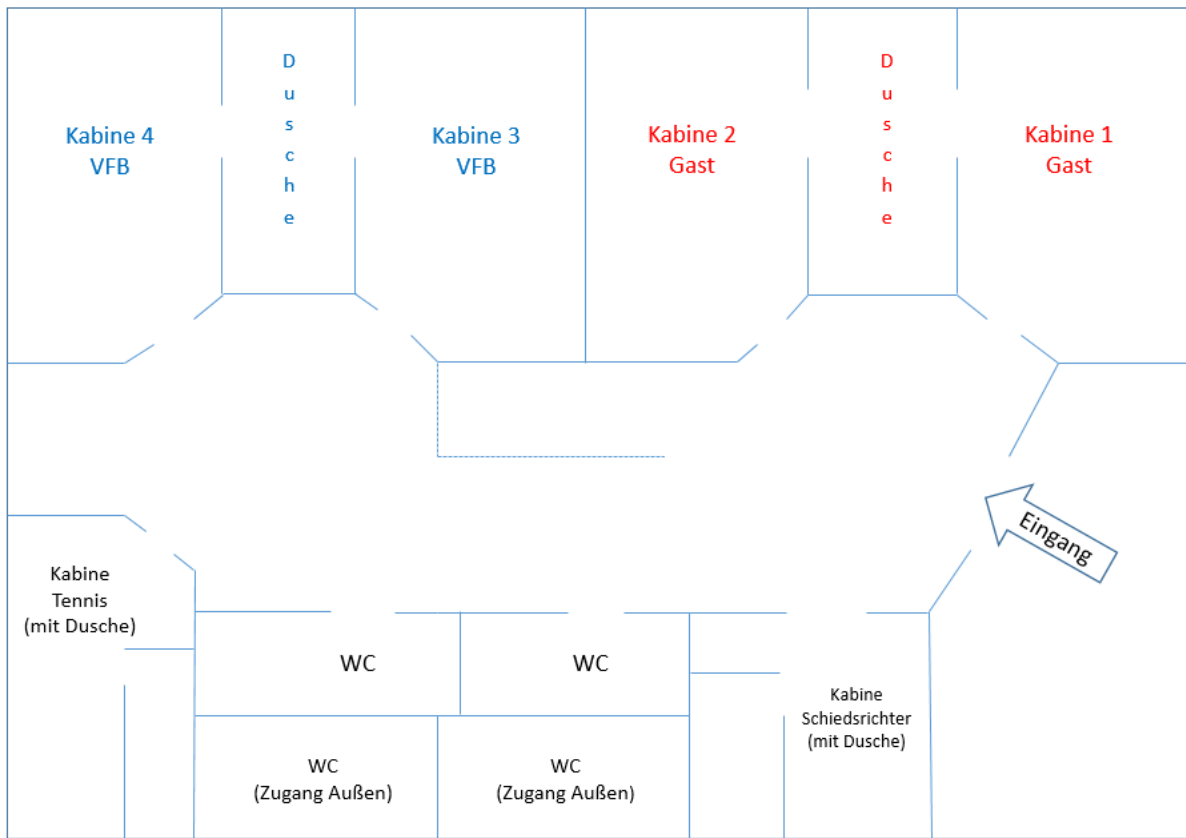 Kabine 4
VFB
D
u
s
c
h
e
Kabine 3
VFB
Kabine 2
Gast
D
u
s
c
h
e
Kabine 1
Gast
Eingang
Kabine
Tennis
(mit Dusche)
WC
WC
Kabine
Schiedsrichter
(mit Dusche)
WC
(Zugang Außen)
WC
(Zugang Außen)